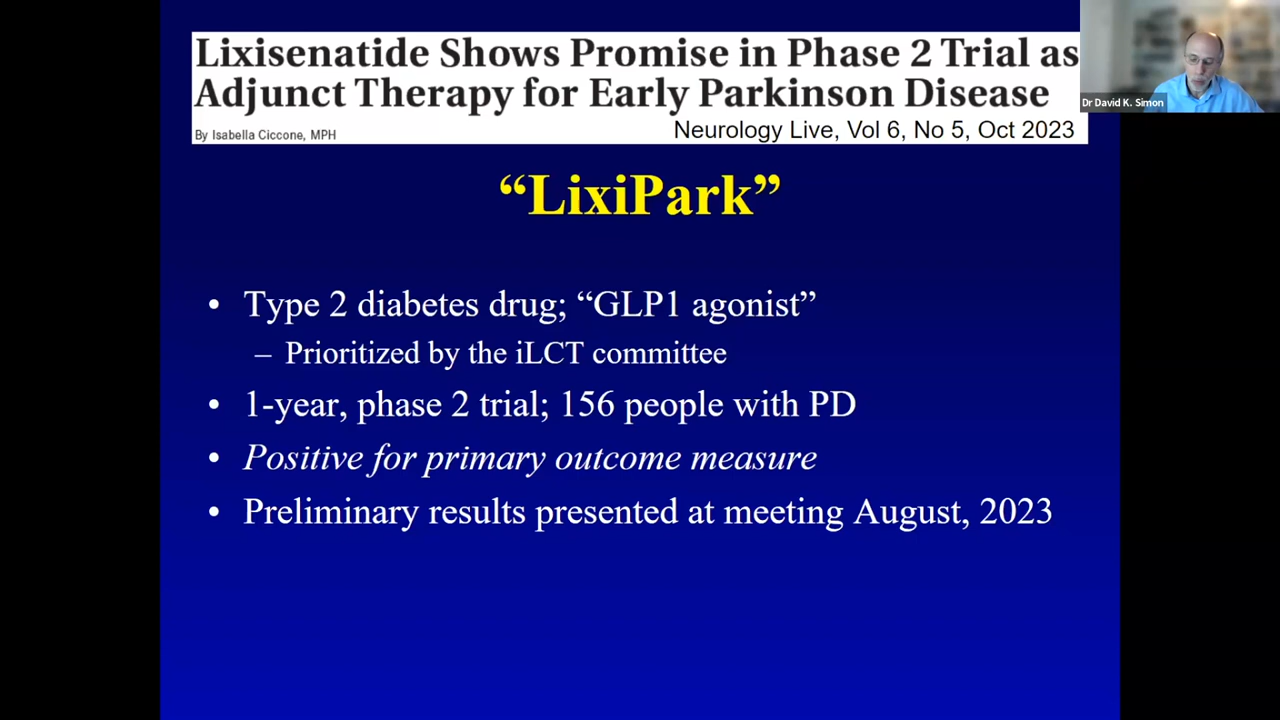 Lixisenatide Shows Promise in Phase 2 Trial as
Adjunct Therapy for Early Parkinson Disease
By Isabella Ciccone, MPH
Neurology Live, Vol 6, No 5, Oct 2023
Dr David K. Simon
“LixiPark”
• Type 2 diabetes drug; “GLP1 agonist”
– Prioritized by the iLCT committee
• 1-year, phase 2 trial; 156 people with PD
• Positive for primary outcome measure
• Preliminary results presented at meeting August, 2023